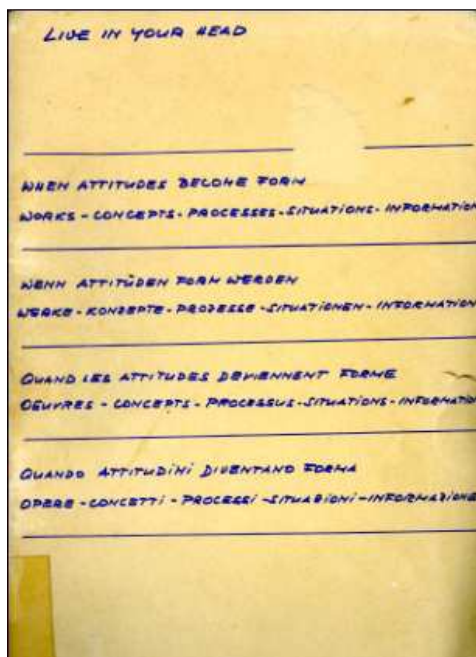 LIVE IN YOUR HEAD
WHEN ATTITUDES BECOME FORM
WORKS - CONCEPTS - PROCESSES - SITUATIONS - INFORMATION
WENN ATTITÜDEN FORM WERDEN
WERKE - KONZEPTE - PROZESSE - SITUATIONEN - INFORMATION
QUAND LES ATTITUDES DEVIENNENT FORME
OEUVRES - CONCEPTS - PROCESSUS - SITUATIONS - INFORMATIO
QUANDO ATTITUDINI DIVENTANO FORMA
OPERE - CONCETTI - PROCESSI - SITUAZIONI - INFORMAZIONE